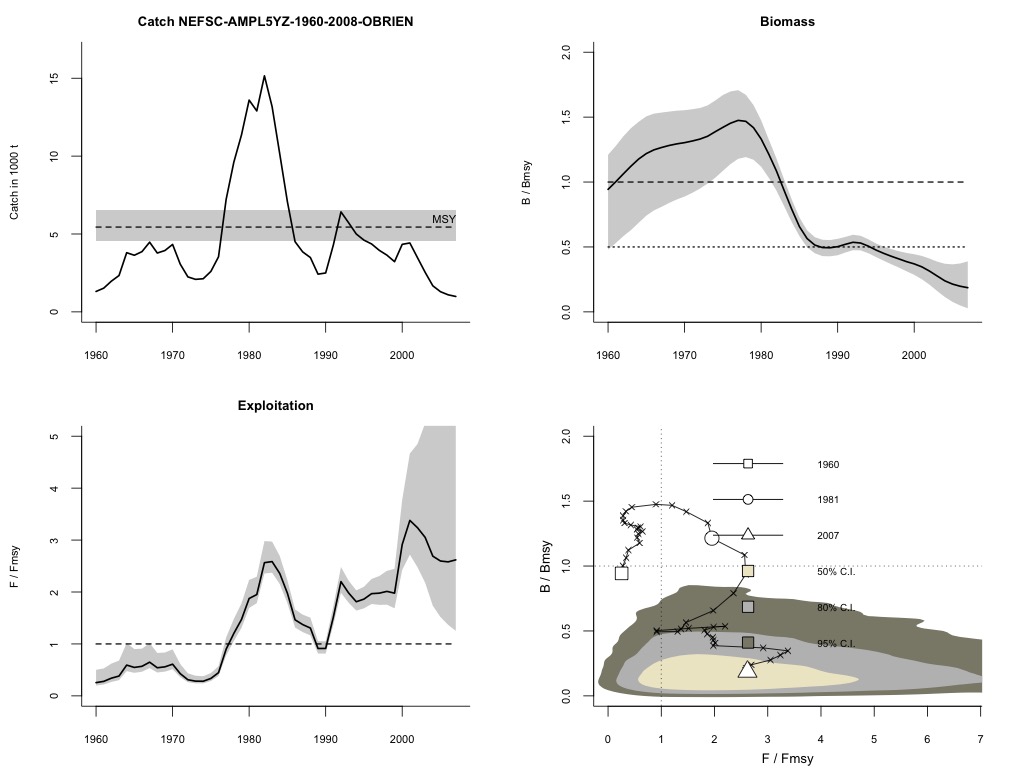 Catch NEFSC-AMPL5YZ-1960-2008-OBRIEN
Catch in 1000 t
15
10
5
0
MSY
1960 1970 1980 1990 2000
Biomass
B / Bmsy
2.0
1.5
1.0
0.5
0.0
1960 1970 1980 1990 2000
Exploitation
F / Fmsy
5
4
3
2
1
0
1960 1970 1980 1990 2000
B / Bmsy
2.0
1.5
1.0
0.5
0.0
1960
1981
2007
50% C.I.
80% C.I.
95% C.I.
0 1 2 3 4 5 6 7
F / Fmsy